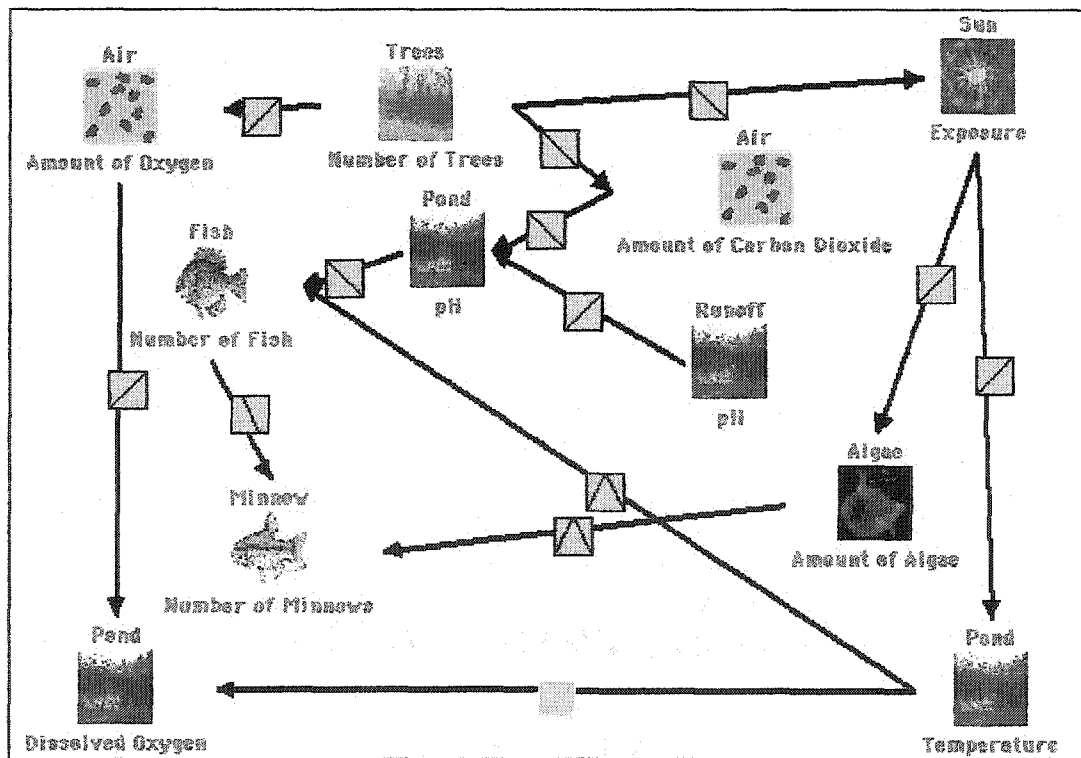 Air
Amount of Oxygen
Trees
Number of Trees
Sun
Exposure
Air
Amount of Carbon Dioxide
Pond
pH
Fish
Number of Fish
Runoff
pH
Minnow
Number of Minnows
Algae
Amount of Algae
Pond
Dissolved Oxygen
Pond
Temperature